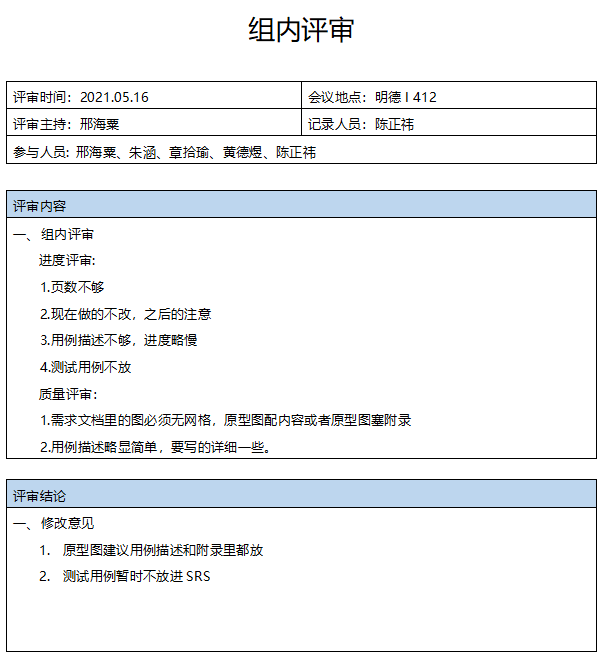 组内评审
评审时间：2021.05.16
会议地点：明德 I 412
评审主持：邢海粟
记录人员：陈正祎
参与人员：邢海粟、朱涵、章拾瑜、黄德煜、陈正祎
评审内容
一、组内评审
进度评审：
1.页数不够
2.现在做的不改，之后的注意
3.用例描述不够，进度略慢
4.测试用例不放
质量评审：
1.需求文档里的图必须无网格，原型图配内容或者原型图塞附录
2.用例描述略显简单，要写的详细一些。
评审结论
一、修改意见
1. 原型图建议用例描述和附录里都放
2. 测试用例暂时不放进 SRS